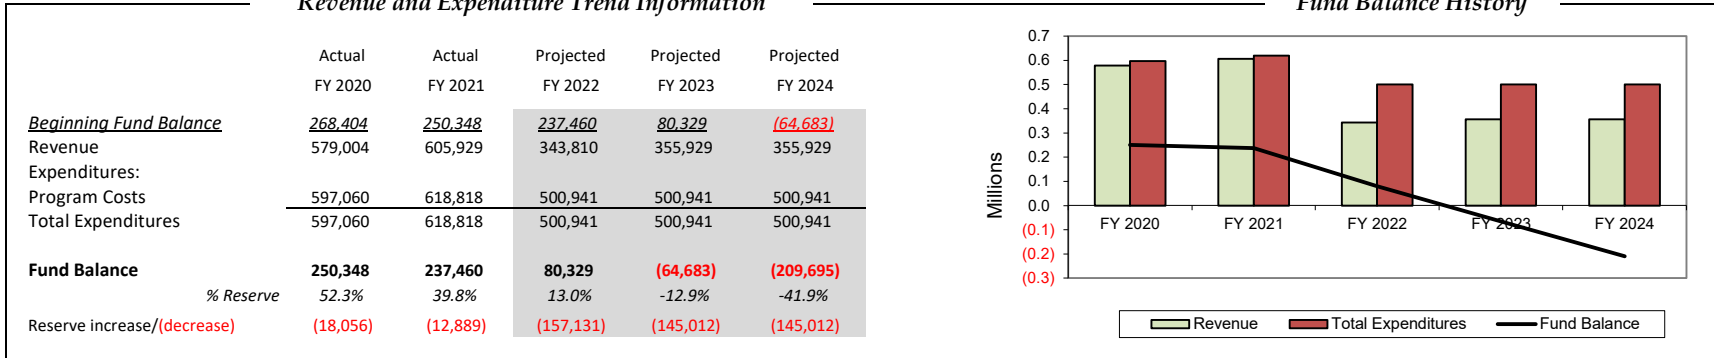 Revenue and Expenditure Trend Information
Fund Balance History
Actual Actual Projected Projected Projected
FY 2020 FY 2021 FY 2022 FY 2023 FY 2024
Beginning Fund Balance 268,404 250,348 237,460 80,329 (64,683)
Revenue 579,004 605,929 343,810 355,929 355,929
Expenditures:
Program Costs 597,060 618,818 500,941 500,941 500,941
Total Expenditures 597,060 618,818 500,941 500,941 500,941
Fund Balance 250,348 237,460 80,329 (64,683) (209,695)
% Reserve 52.3% 39.8% 13.0% -12.9% -41.9%
Reserve increase/(decrease) (18,056) (12,889) (157,131) (145,012) (145,012)
Millions
0.7
0.6
0.5
0.4
0.3
0.2
0.1
0.0
(0.1)
(0.2)
(0.3)
FY 2020 FY 2021 FY 2022 FY 2023 FY 2024
Revenue Total Expenditures Fund Balance